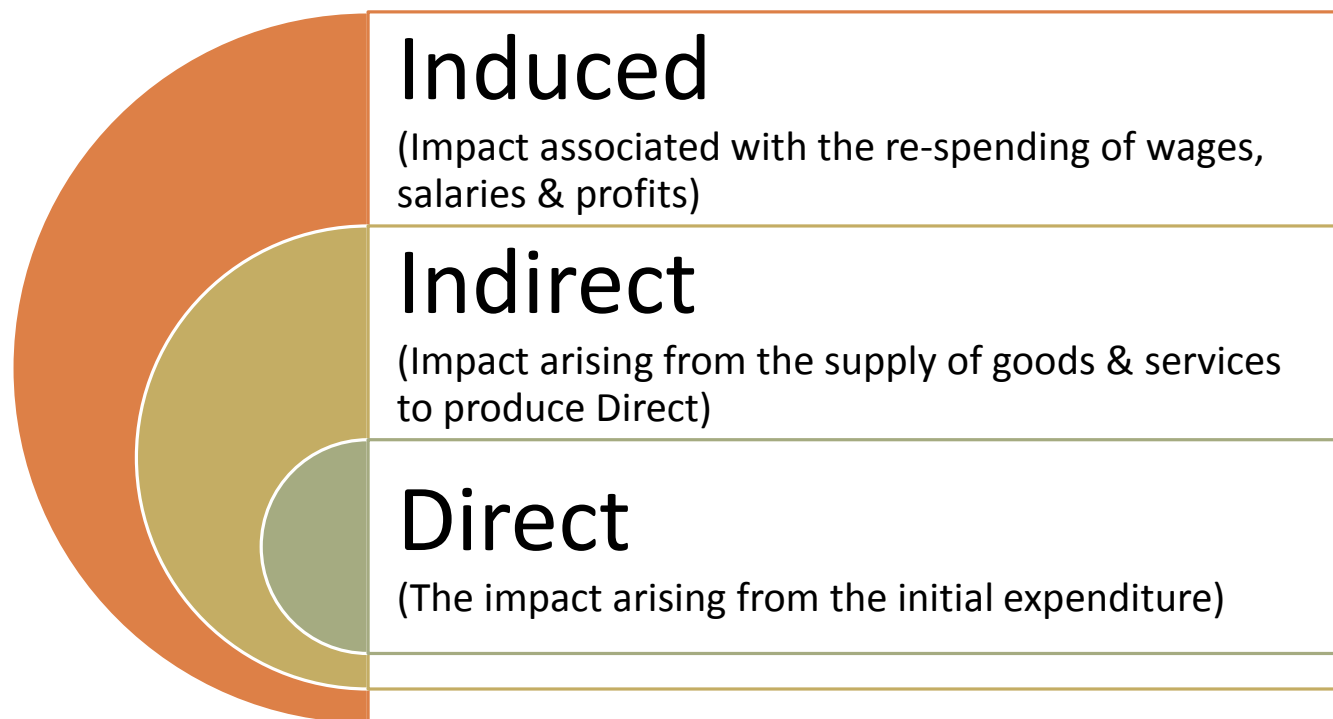 Induced
(Impact associated with the re-spending of wages,
salaries & profits)
Indirect
(Impact arising from the supply of goods & services
to produce Direct)
Direct
(The impact arising from the initial expenditure)